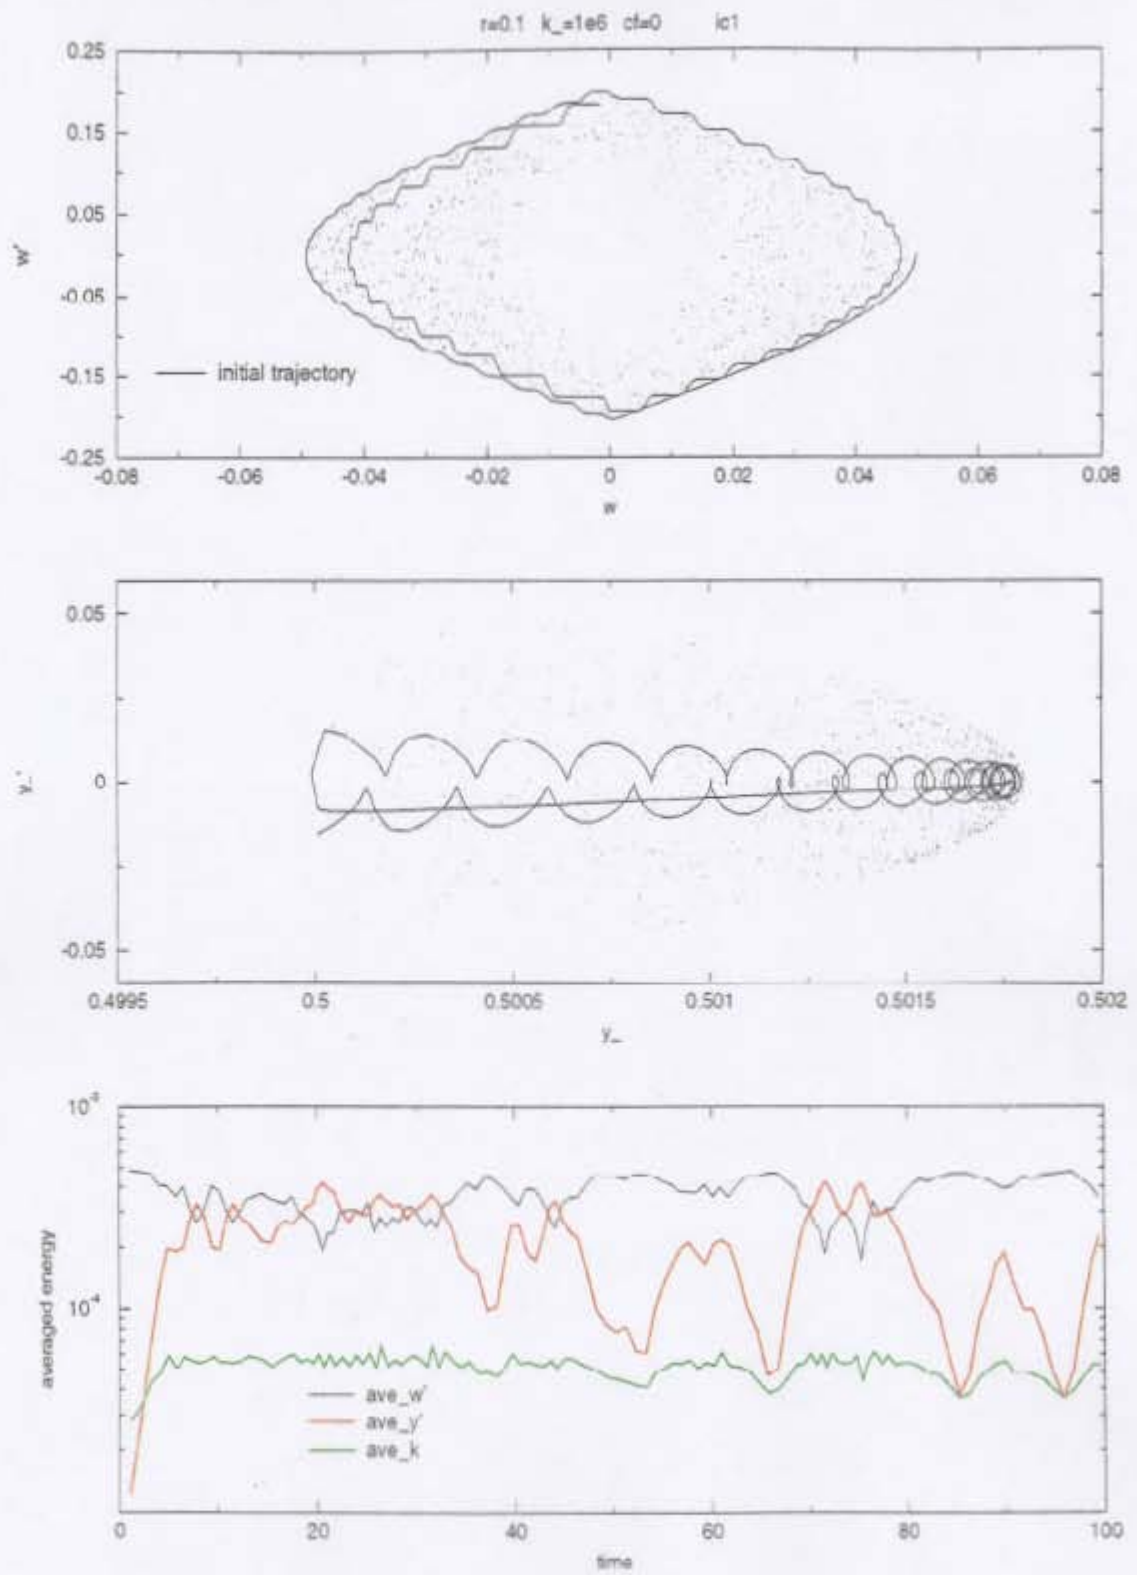 r=0.1 k_=1e6 cf=0 ic1
0.25
0.15
0.05
-0.05
-0.15
-0.25
w'
initial trajectory
-0.08 -0.06 -0.04 -0.02 0 0.02 0.04 0.06 0.08
w
0.05
0
-0.05
y_'
0.4995 0.5 0.5005 0.501 0.5015 0.502
y_
10^-3
10^-4
averaged energy
ave_w'
ave_y'
ave_k
0 20 40 60 80 100
time